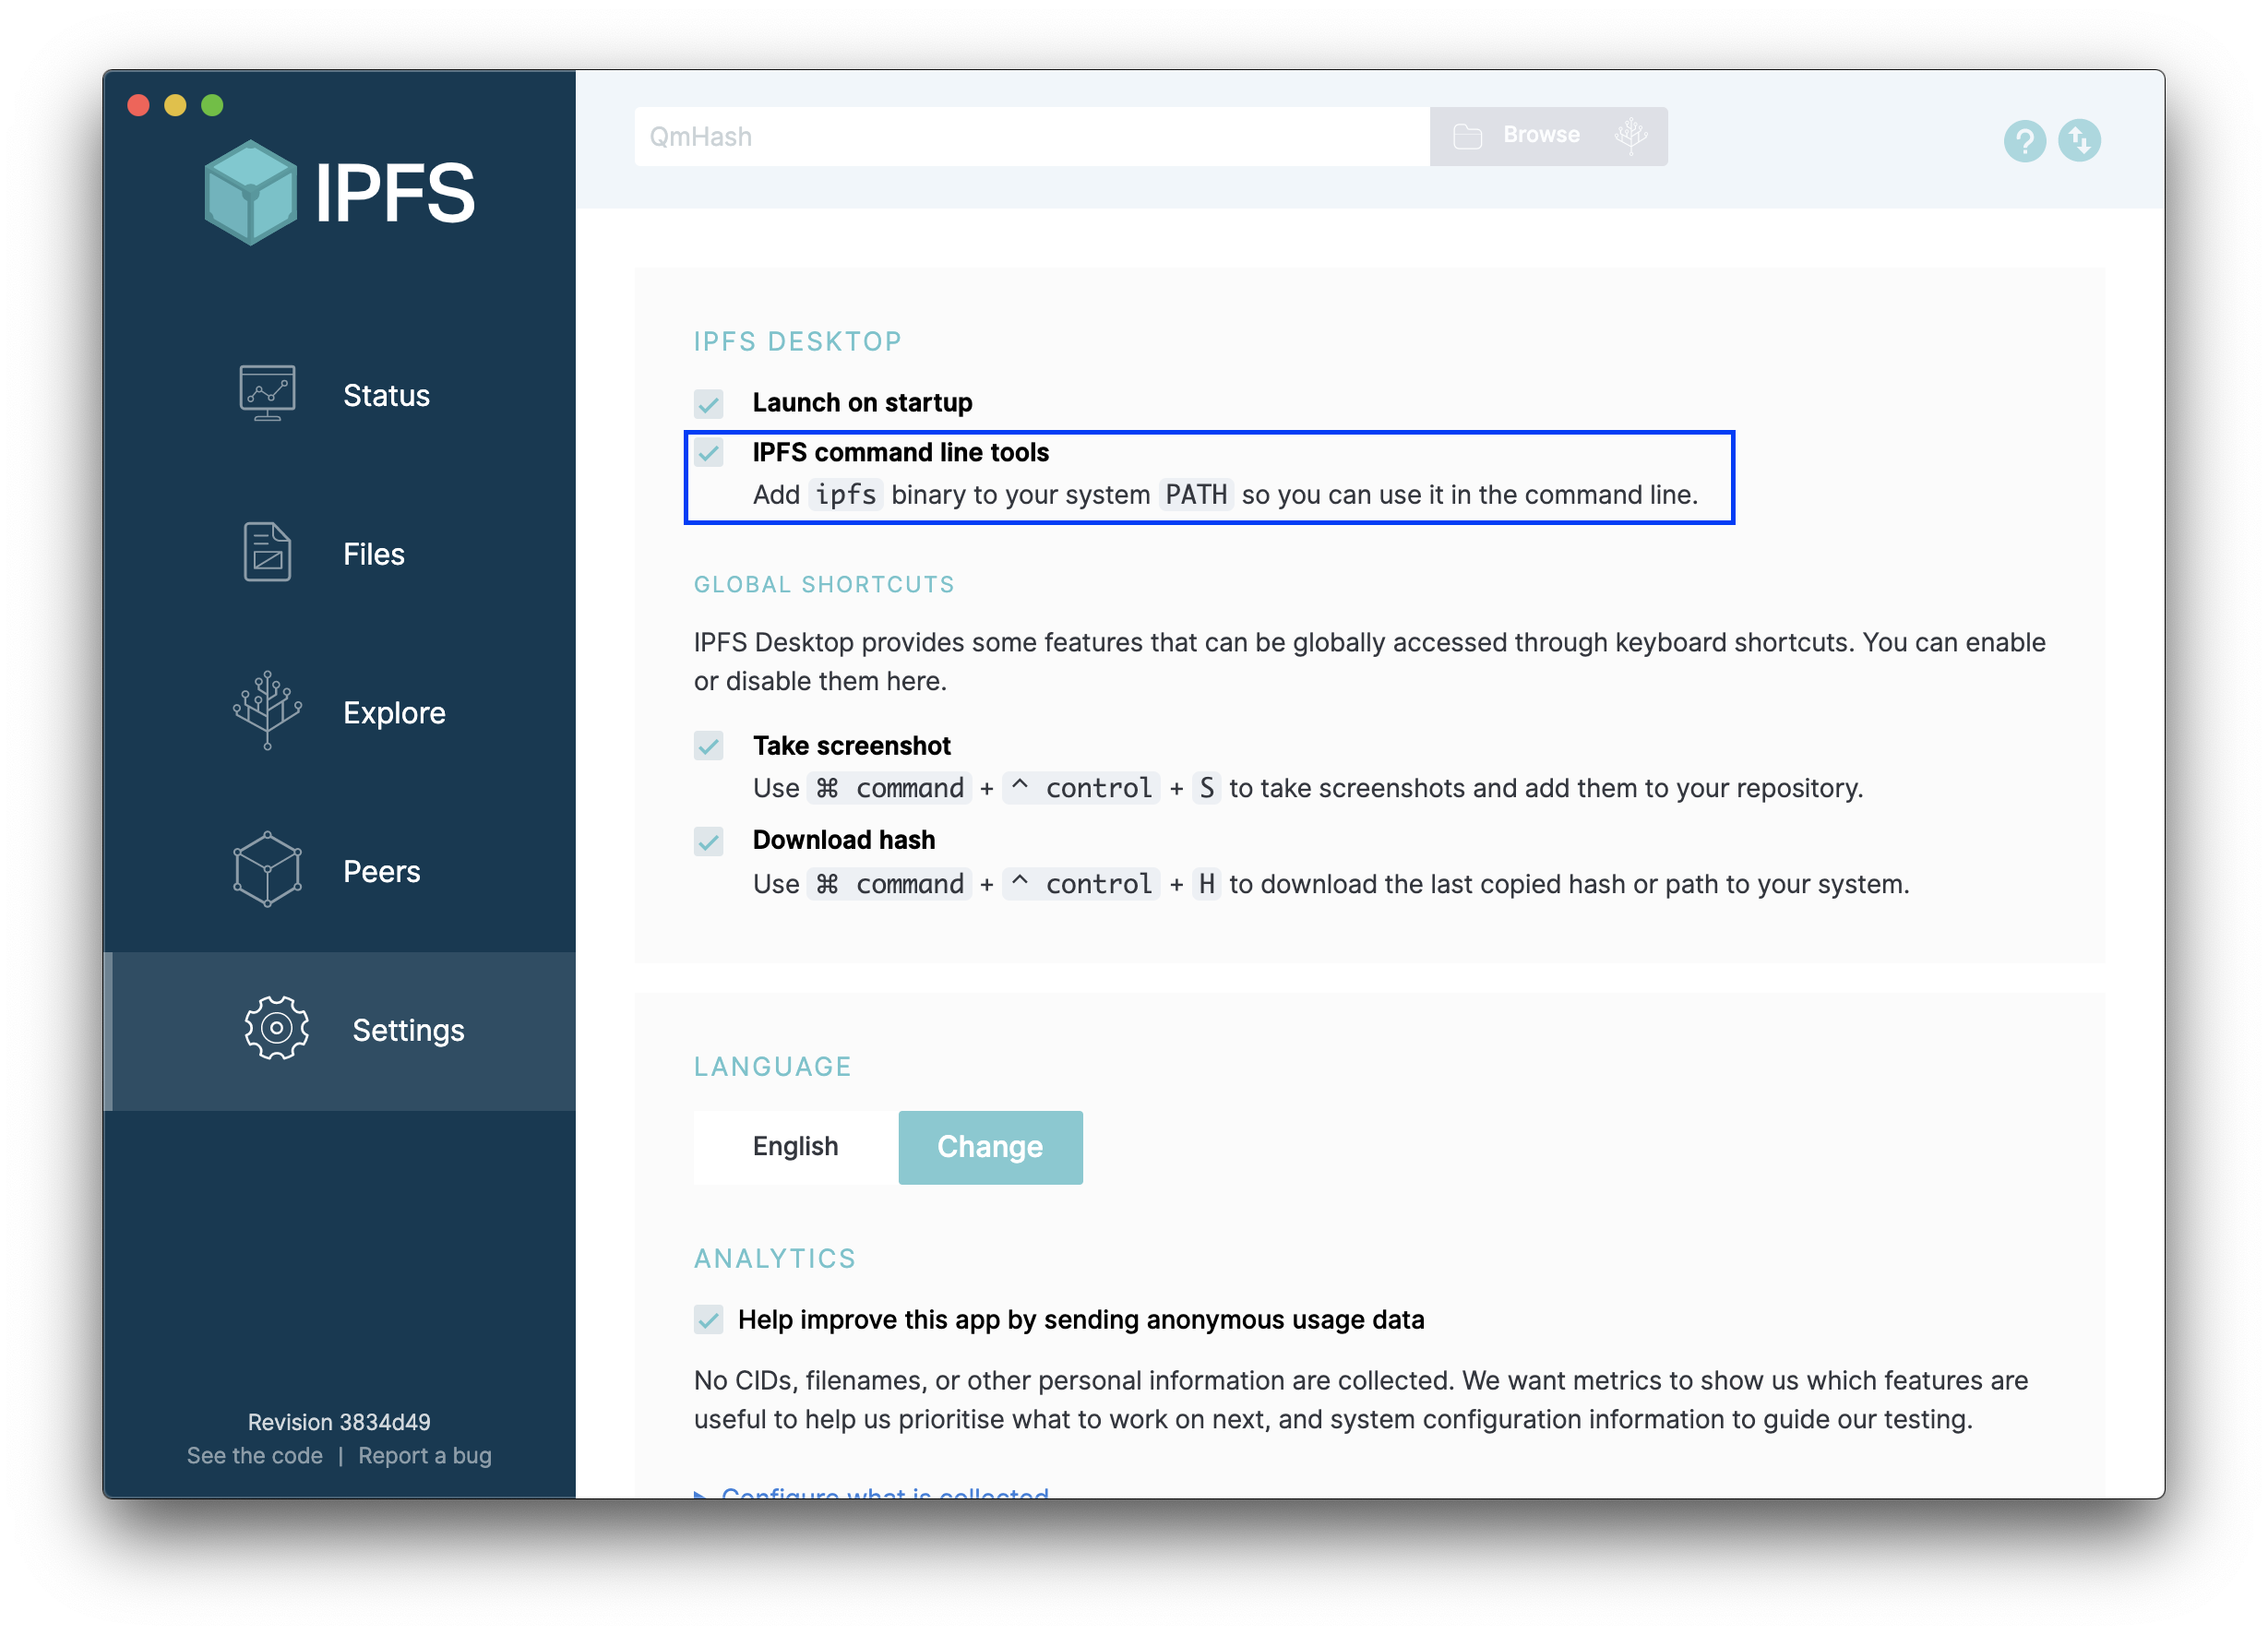 IPFS
Status
Files
Explore
Peers
Settings
Revision 3834d49
See the code | Report a bug
QmHash
Browse
?
IPFS DESKTOP
Launch on startup
IPFS command line tools
Add ipfs binary to your system PATH so you can use it in the command line.
GLOBAL SHORTCUTS
IPFS Desktop provides some features that can be globally accessed through keyboard shortcuts. You can enable
or disable them here.
Take screenshot
Use ⌘ command + ^ control + S to take screenshots and add them to your repository.
Download hash
Use ⌘ command + ^ control + H to download the last copied hash or path to your system.
LANGUAGE
English
Change
ANALYTICS
Help improve this app by sending anonymous usage data
No CIDs, filenames, or other personal information are collected. We want metrics to show us which features are
useful to help us prioritise what to work on next, and system configuration information to guide our testing.
Configure what is collected